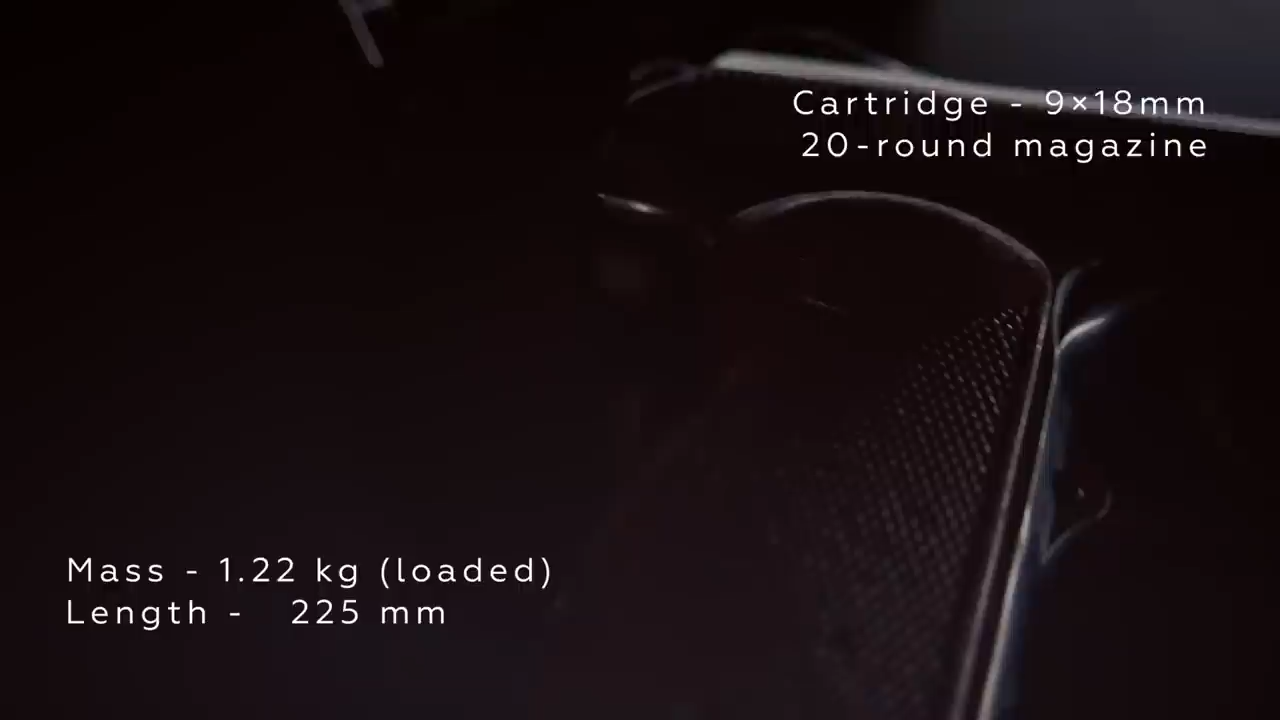 Cartridge - 9×18mm
20-round magazine
Mass - 1.22 kg (loaded)
Length - 225 mm